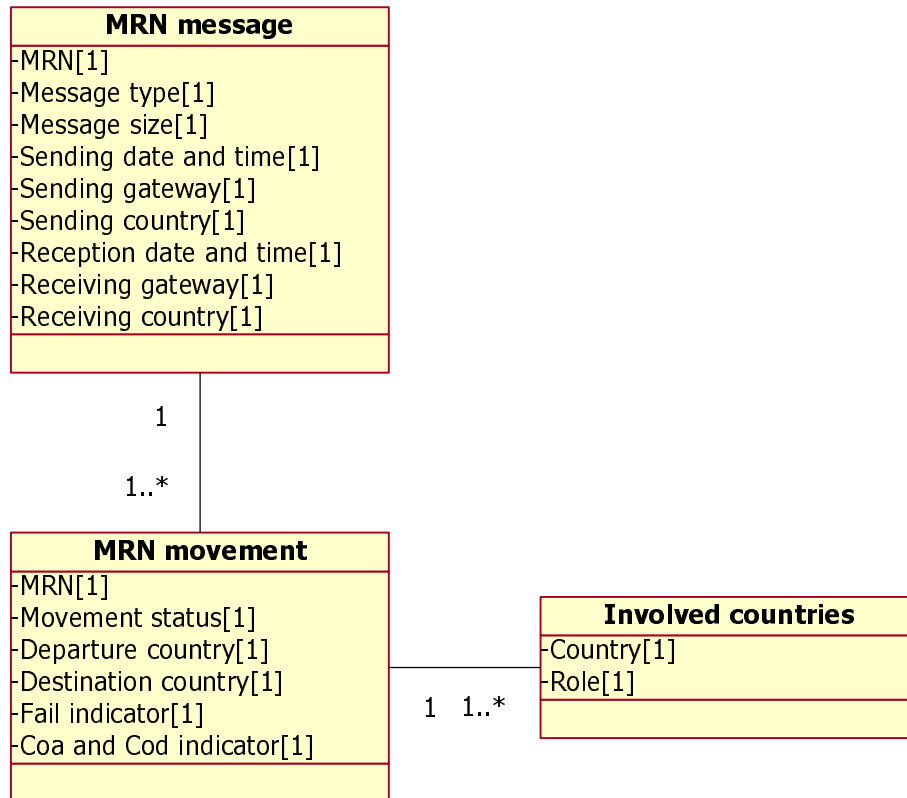 MRN message
-MRN[1]
-Message type[1]
-Message size[1]
-Sending date and time[1]
-Sending gateway[1]
-Sending country[1]
-Reception date and time[1]
-Receiving gateway[1]
-Receiving country[1]
1
1..*
MRN movement
-MRN[1]
-Movement status[1]
-Departure country[1]
-Destination country[1]
-Fail indicator[1]
-Coa and Cod indicator[1]
1 1..*
Involved countries
-Country[1]
-Role[1]